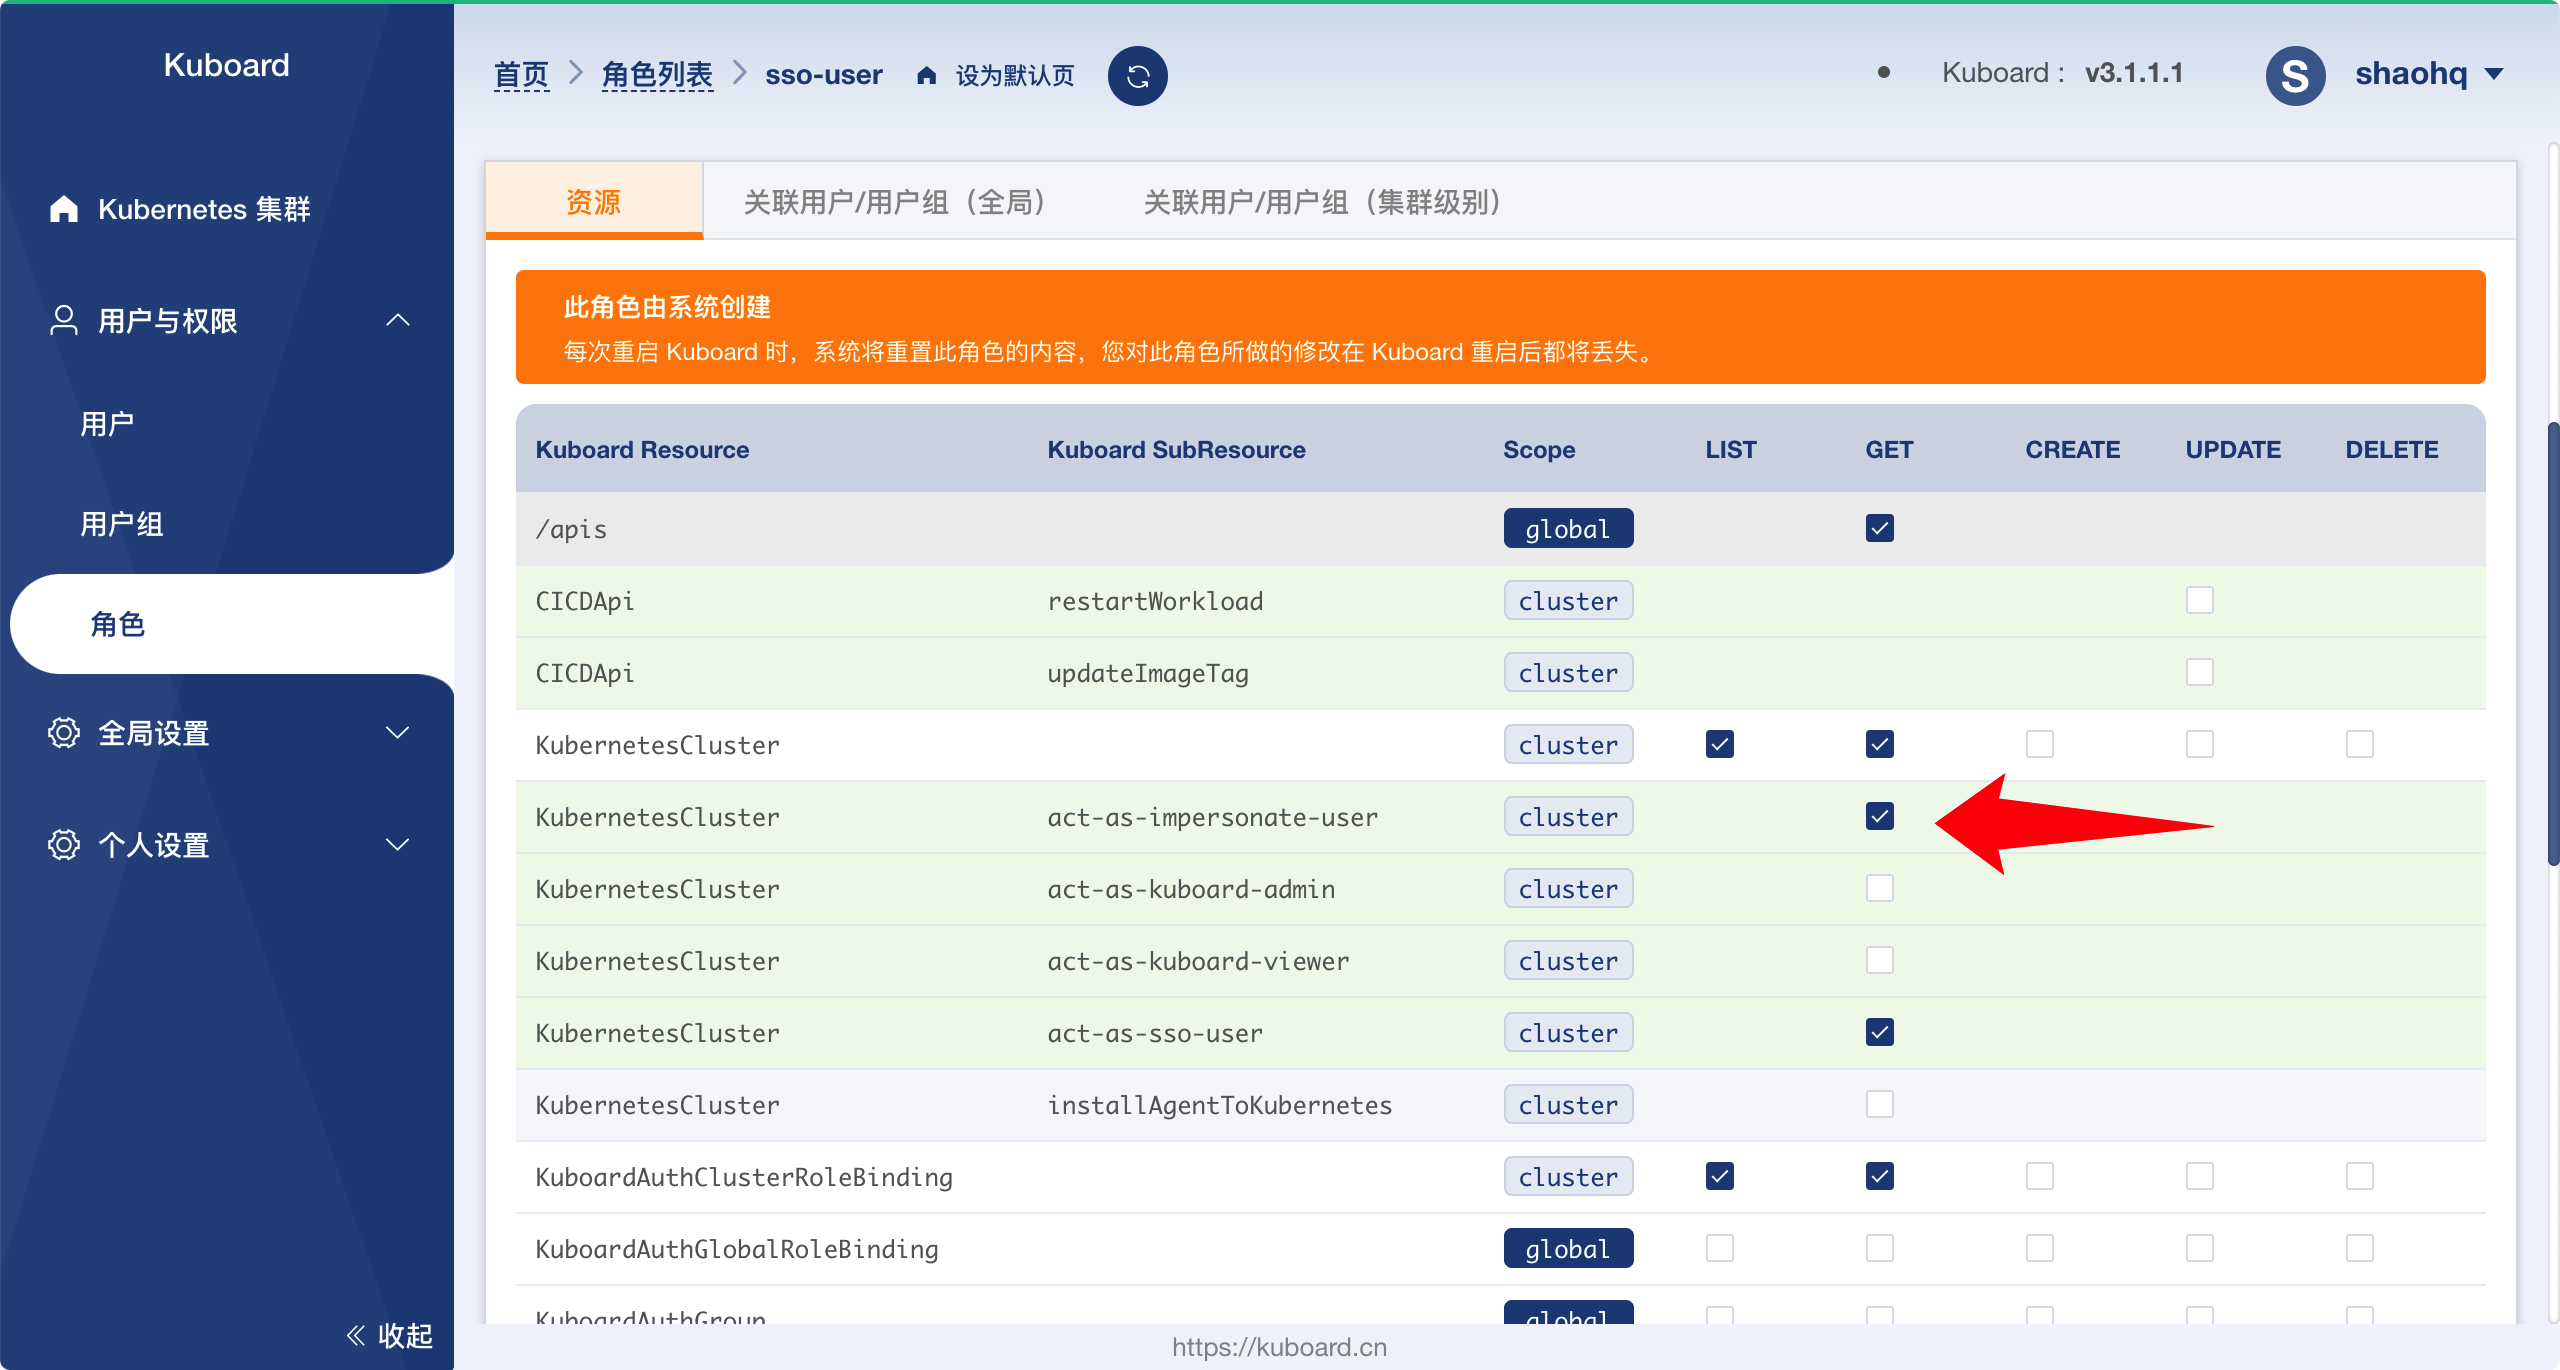 Kuboard
Kubernetes 集群
用户与权限
用户
用户组
角色
全局设置
个人设置
收起
首页 角色列表 sso-user 设为默认页 Kuboard : v3.1.1.1 S shaohq
资源 关联用户/用户组（全局） 关联用户/用户组（集群级别）
此角色由系统创建
每次重启 Kuboard 时，系统将重置此角色的内容，您对此角色所做的修改在 Kuboard 重启后都将丢失。
Kuboard Resource Kuboard SubResource Scope LIST GET CREATE UPDATE DELETE
/apis global
CICDApi restartWorkload cluster
CICDApi updateImageTag cluster
KubernetesCluster cluster
KubernetesCluster act-as-impersonate-user cluster
KubernetesCluster act-as-kuboard-admin cluster
KubernetesCluster act-as-kuboard-viewer cluster
KubernetesCluster act-as-sso-user cluster
KubernetesCluster installAgentToKubernetes cluster
KuboardAuthClusterRoleBinding cluster
KuboardAuthGlobalRoleBinding global
KuboardAuthGroup global
https://kuboard.cn